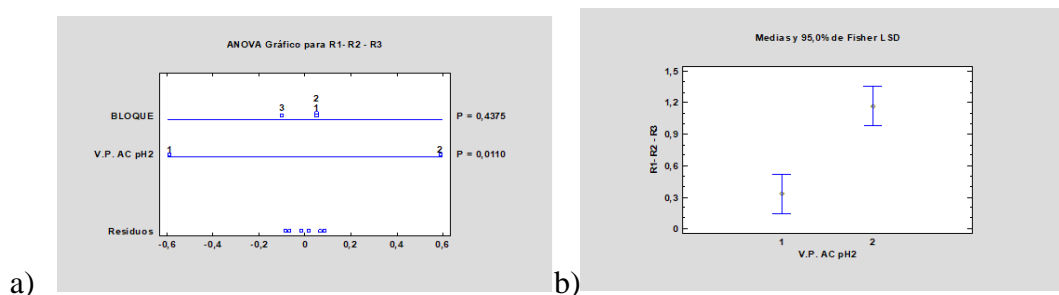 ANOVA Gráfico para R1- R2 - R3
2
3 1
BLOQUE P = 0,4375
1 2
V.P. AC pH2 P = 0,0110
Residuos
-0,6 -0,4 -0,2 0 0,2 0,4 0,6
a)
Medias y 95,0% de Fisher LSD
1,5
1,2
0,9
0,6
0,3
0
R1- R2 - R3
1 2
V.P. AC pH2
b)